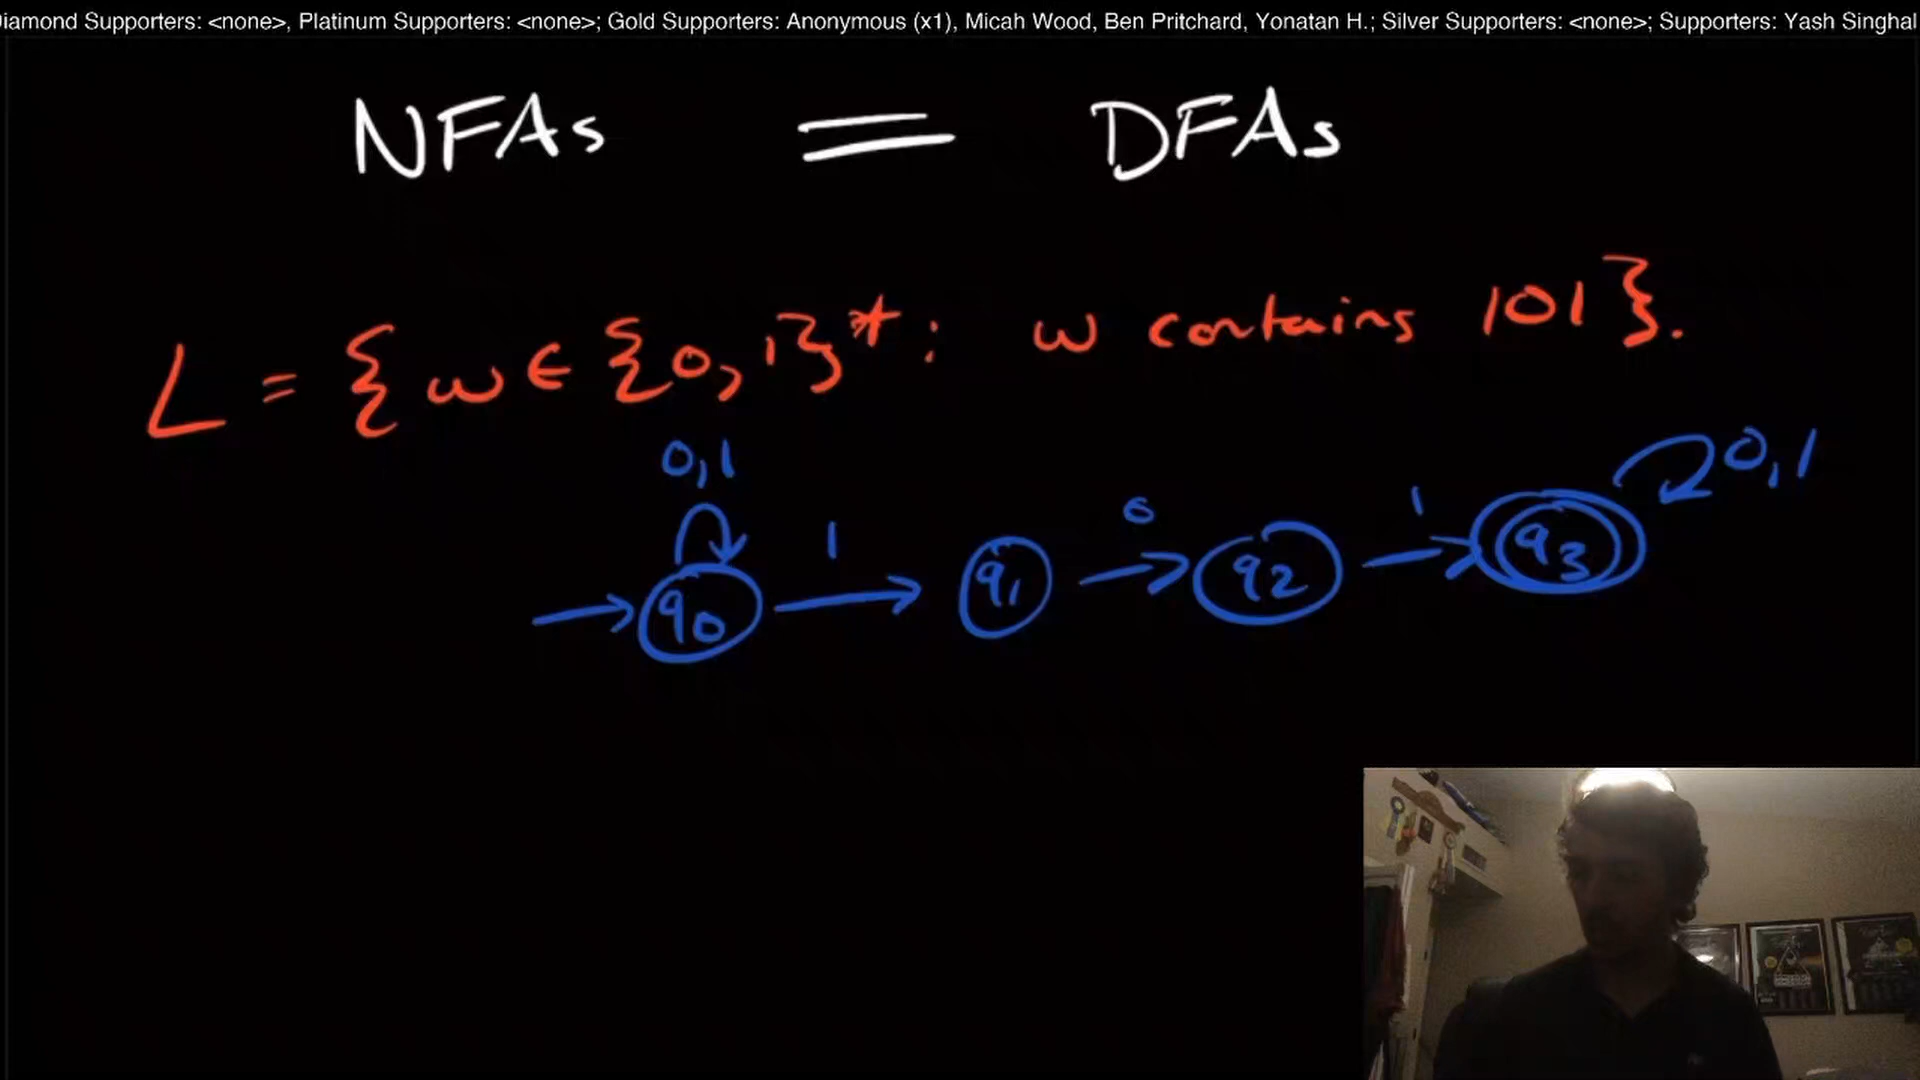 iamond Supporters: <none>, Platinum Supporters: <none>; Gold Supporters: Anonymous (x1), Micah Wood, Ben Pritchard, Yonatan H.; Silver Supporters: <none>; Supporters: Yash Singhal
NFAs = DFAs
L = {w ∈ {0,1}*: w contains 101}.
0,1
1
0
1
0,1
q0
q1
q2
q3